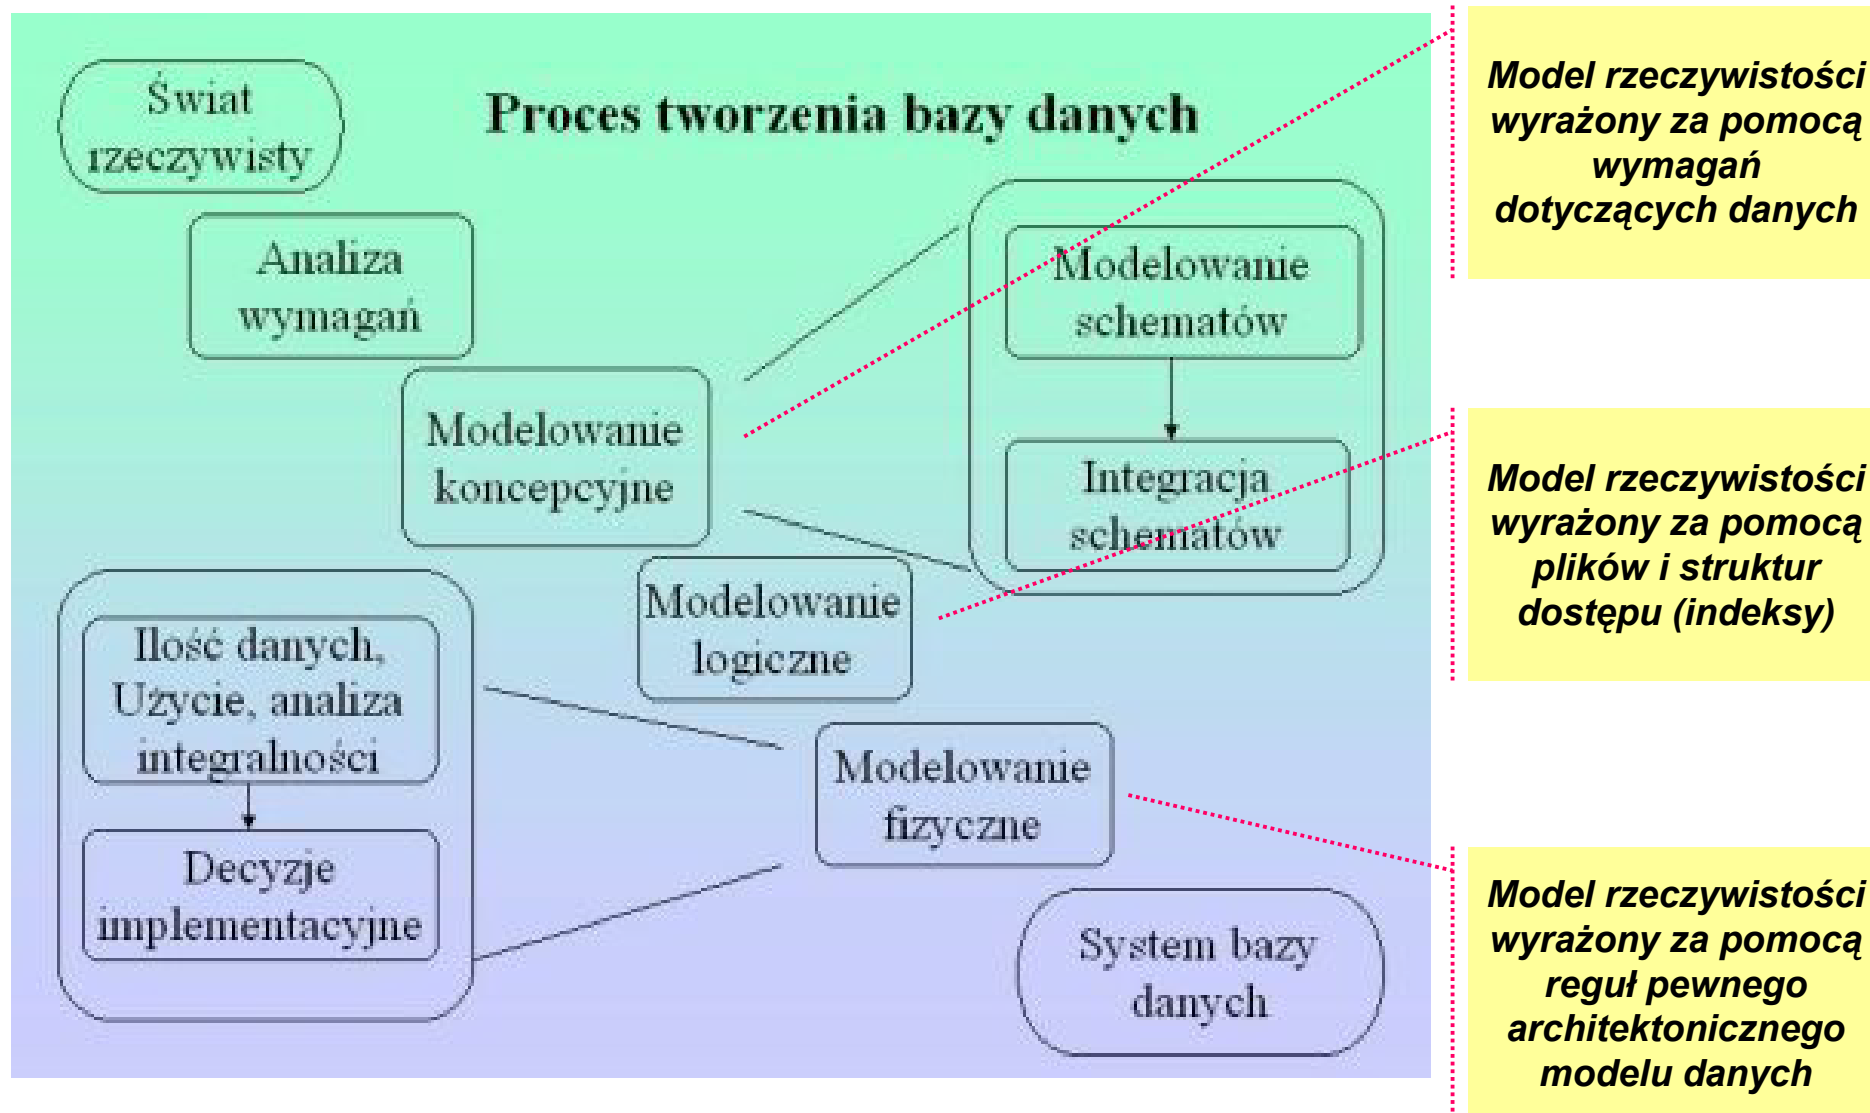 Świat
rzeczywisty
Proces tworzenia bazy danych
Analiza
wymagań
Modelowanie
koncepcyjne
Modelowanie
schematów
Integracja
schematów
Modelowanie
logiczne
Ilość danych,
Użycie, analiza
integralności
Decyzje
implementacyjne
Modelowanie
fizyczne
System bazy
danych
Model rzeczywistości
wyrażony za pomocą
wymagań
dotyczących danych
Model rzeczywistości
wyrażony za pomocą
plików i struktur
dostępu (indeksy)
Model rzeczywistości
wyrażony za pomocą
reguł pewnego
architektonicznego
modelu danych